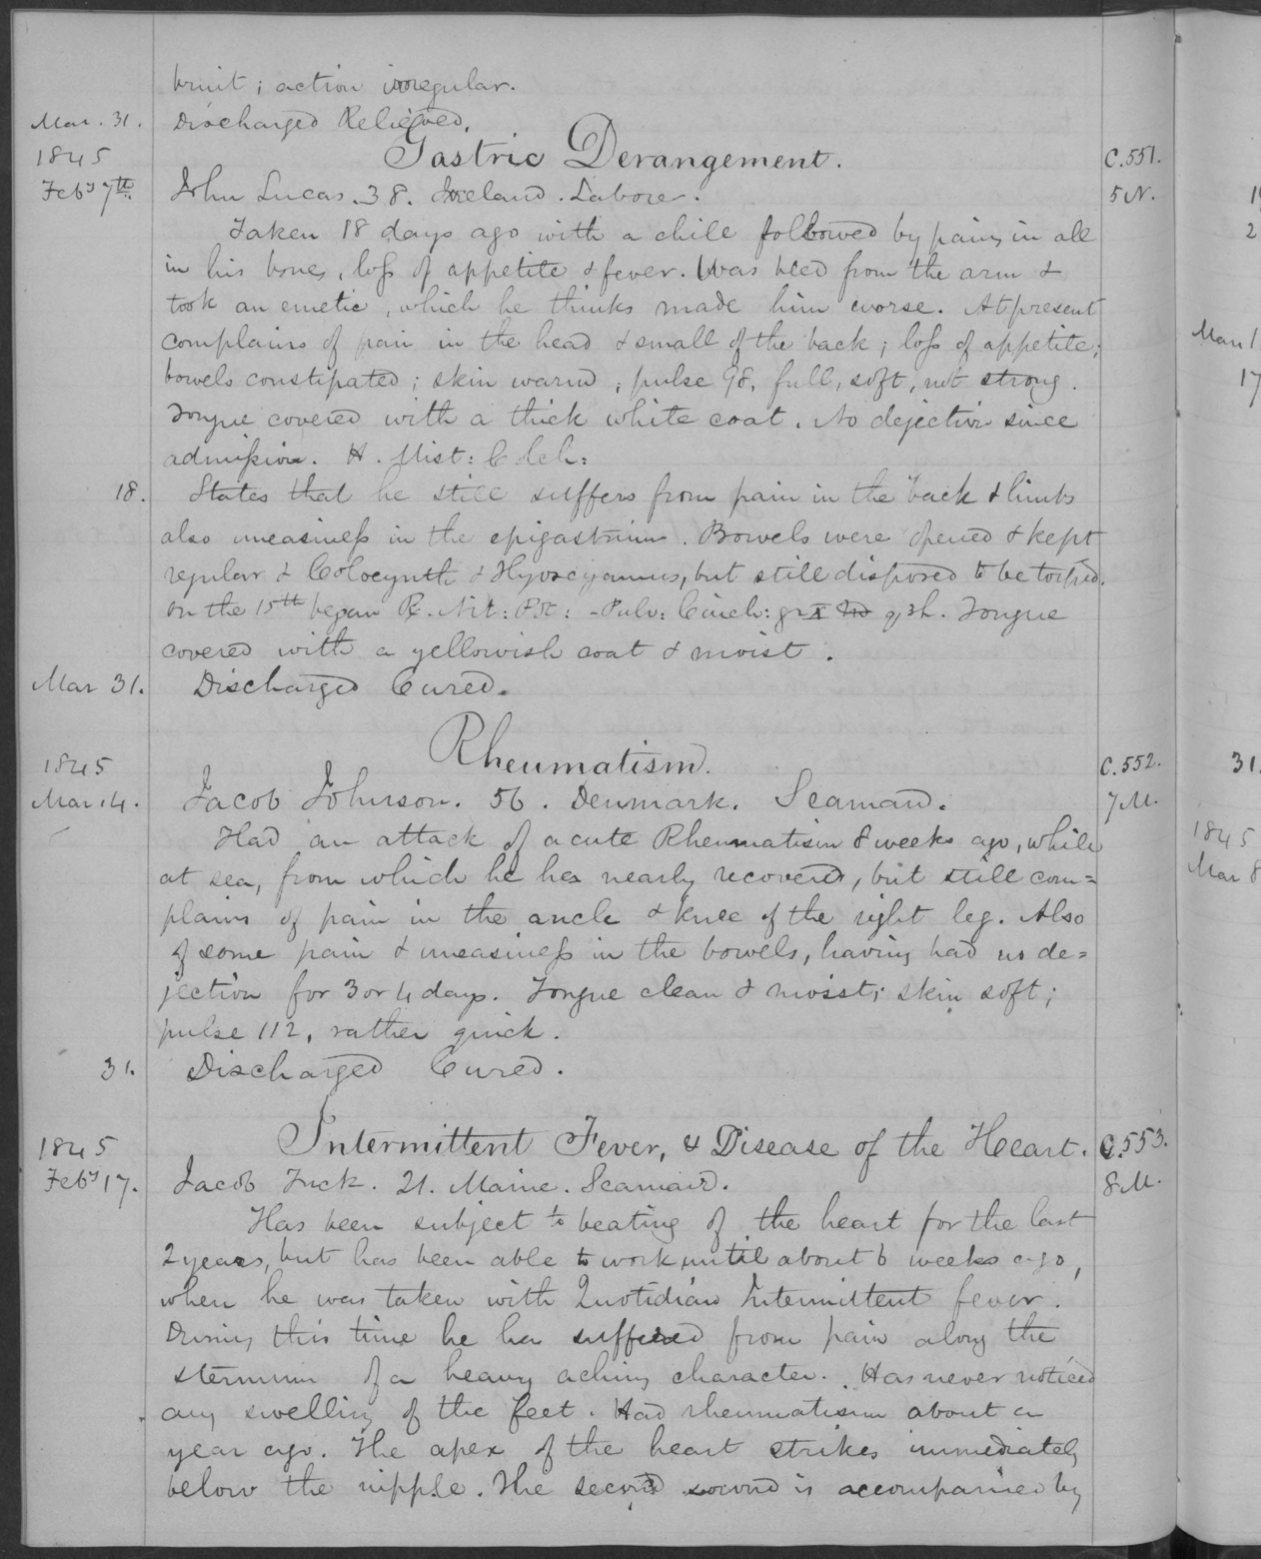 bruit; action irregular.
Mar. 31. Discharged Relieved.
1845 Gastric Derangement. C.551.
Feby 7th. John Lucas. 38. Ireland. Labore. 5 N.
Taken 18 days ago with a chill followed by pains in all
in his bones, loss of appetite & fever. Was bled from the arm &
took an emetic, which he thinks made him worse. At present
complains of pain in the head & small of the back; loss of appetite;
bowels constipated; skin warm; pulse 98, full, soft, not strong.
Tongue covered with a thick white coat. No dejection since
admission. H. Mist: Colch:
18. States that he still suffers from pain in the back & limbs
also uneasiness in the epigastrium. Bowels were opened & kept
regular & Colocynth & Hyoscyamus, but still disposed to be torpid.
On the 15th began R. Nit: Pot: - Pulv: Cinch: gr x q 3h. Tongue
covered with a yellowish coat & moist.
Mar 31. Discharged Cured.
1845 Rheumatism. C.552.
Mar 14. Jacob Johnson. 56. Denmark. Seaman. 7 M.
Had an attack of acute Rheumatism 8 weeks ago, while
at sea, from which he has nearly recovered, but still com=
plains of pain in the ancle & knee of the right leg. Also
of some pain & uneasiness in the bowels, having had no de=
jection for 3 or 4 days. Tongue clean & moist; skin soft;
pulse 112, rather quick.
31. Discharged Cured.
1845 Intermittent Fever, & Disease of the Heart. C.553.
Feby 17. Jacob Tuck. 21. Maine. Seaman. 8 M.
Has been subject to beating of the heart for the last
2 years, but has been able to work until about 6 weeks ago,
when he was taken with Quotidian Intermittent fever.
During this time he has suffered from pain along the
sternum of a heavy aching character. Has never noticed
any swelling of the feet. Had rheumatism about a
year ago. The apex of the heart strikes immediately
below the nipple. The second sound is accompanied by
2
Mar 1
17
31.
1845
Mar 8